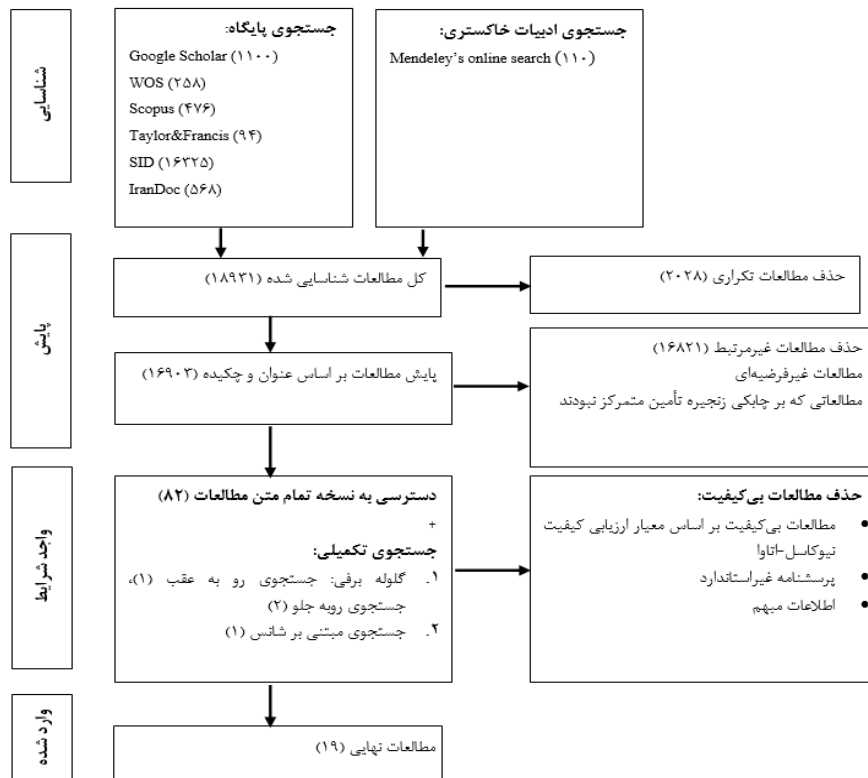 شناسایی
جستجوی پایگاه:
Google Scholar (۱۱۰۰)
WOS (۲۵۸)
Scopus (۴۷۶)
Taylor&Francis (۹۴)
SID (۱۶۳۲۵)
IranDoc (۵۶۸)
جستجوی ادبیات خاکستری:
Mendeley's online search (۱۱۰)
پایش
کل مطالعات شناسایی شده (۱۸۹۳۱)
حذف مطالعات تکراری (۲۰۲۸)
پایش مطالعات بر اساس عنوان و چکیده (۱۶۹۰۳)
حذف مطالعات غیرمرتبط (۱۶۸۲۱)
مطالعات غیرفرضیه‌ای
مطالعاتی که بر چابکی زنجیره تأمین متمرکز نبودند
واجد شرایط
دسترسی به نسخه تمام متن مطالعات (۸۲)
+
جستجوی تکمیلی:
۱. گلوله برفی: جستجوی رو به عقب (۱)،
جستجوی روبه جلو (۲)
۲. جستجوی مبتنی بر شانس (۱)
حذف مطالعات بی‌کیفیت:
• مطالعات بی‌کیفیت بر اساس معیار ارزیابی کیفیت
نیوکاسل-اتاوا
• پرسشنامه غیراستاندارد
• اطلاعات مبهم
وارد شده
مطالعات نهایی (۱۹)